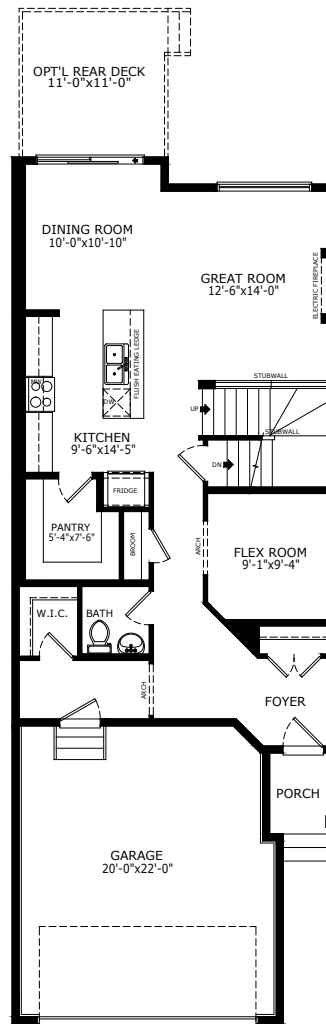 OPT'L REAR DECK
11'-0"x11'-0"
DINING ROOM
10'-0"x10'-10"
GREAT ROOM
12'-6"x14'-0"
ELECTRIC FIREPLACE
FLUSH EATING LEDGE
MW
DW
STUBWALL
UP
STUBWALL
KITCHEN
9'-6"x14'-5"
DN
FRIDGE
PANTRY
5'-4"x7'-6"
BROOM
ARCH
FLEX ROOM
9'-1"x9'-4"
W.I.C.
BATH
ARCH
FOYER
PORCH
GARAGE
20'-0"x22'-0"